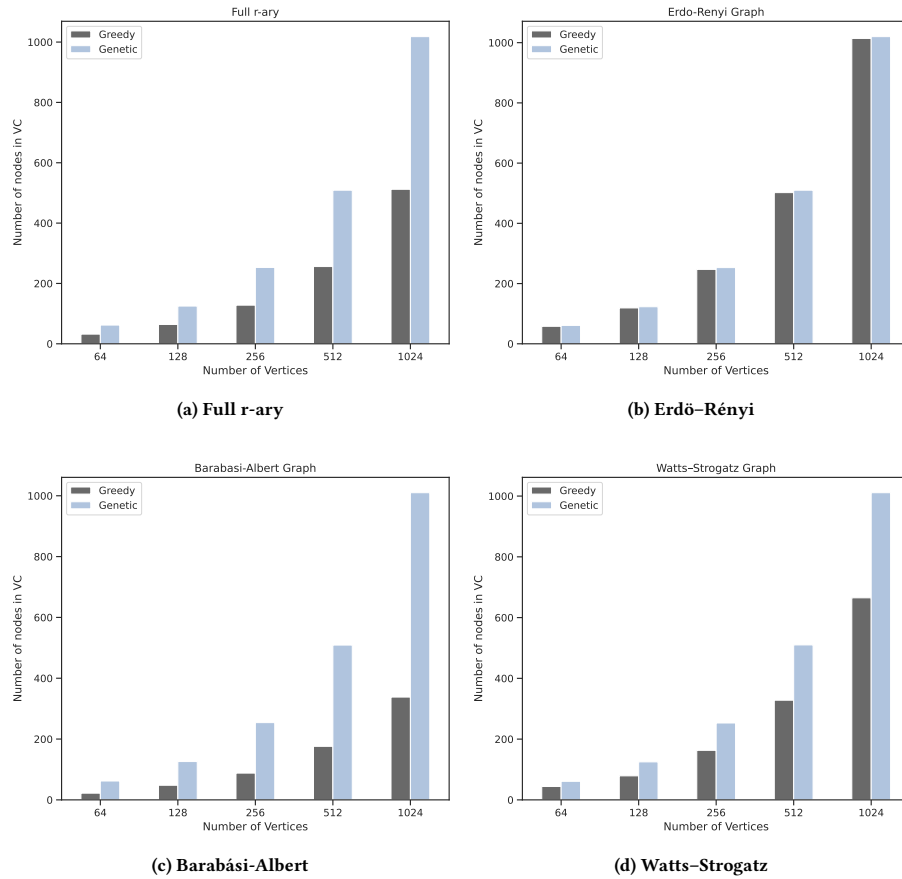 Full r-ary
Greedy
Genetic
Number of nodes in VC
1000
800
600
400
200
0
64 128 256 512 1024
Number of Vertices
(a) Full r-ary
Erdo-Renyi Graph
Greedy
Genetic
Number of nodes in VC
1000
800
600
400
200
0
64 128 256 512 1024
Number of Vertices
(b) Erdö–Rényi
Barabasi-Albert Graph
Greedy
Genetic
Number of nodes in VC
1000
800
600
400
200
0
64 128 256 512 1024
Number of Vertices
(c) Barabási-Albert
Watts–Strogatz Graph
Greedy
Genetic
Number of nodes in VC
1000
800
600
400
200
0
64 128 256 512 1024
Number of Vertices
(d) Watts–Strogatz